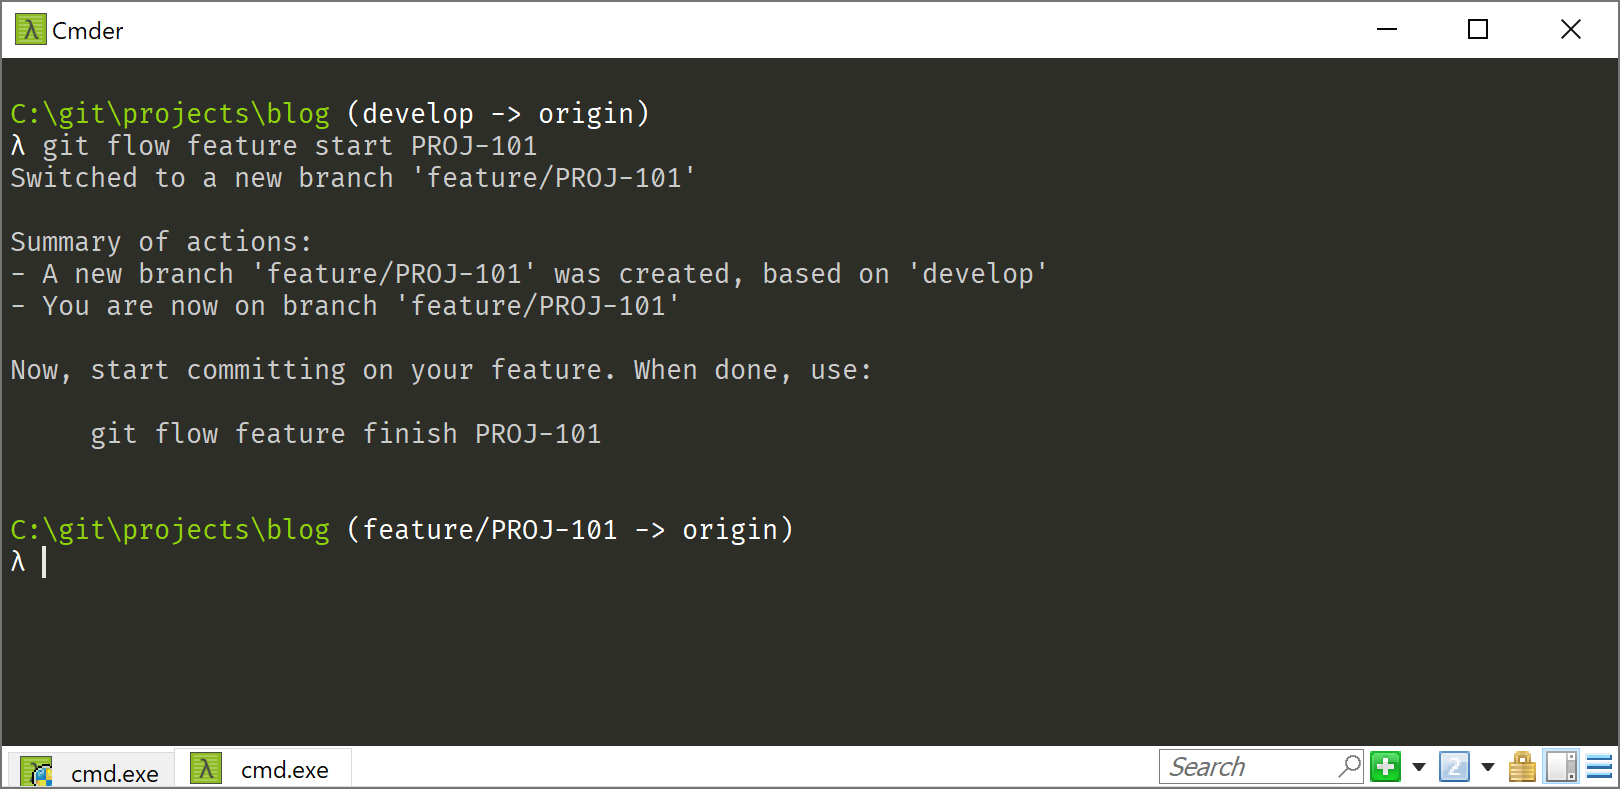 Cmder
C:\git\projects\blog (develop -> origin)
λ git flow feature start PROJ-101
Switched to a new branch 'feature/PROJ-101'
Summary of actions:
- A new branch 'feature/PROJ-101' was created, based on 'develop'
- You are now on branch 'feature/PROJ-101'
Now, start committing on your feature. When done, use:
git flow feature finish PROJ-101
C:\git\projects\blog (feature/PROJ-101 -> origin)
λ
cmd.exe
λ cmd.exe
Search
2